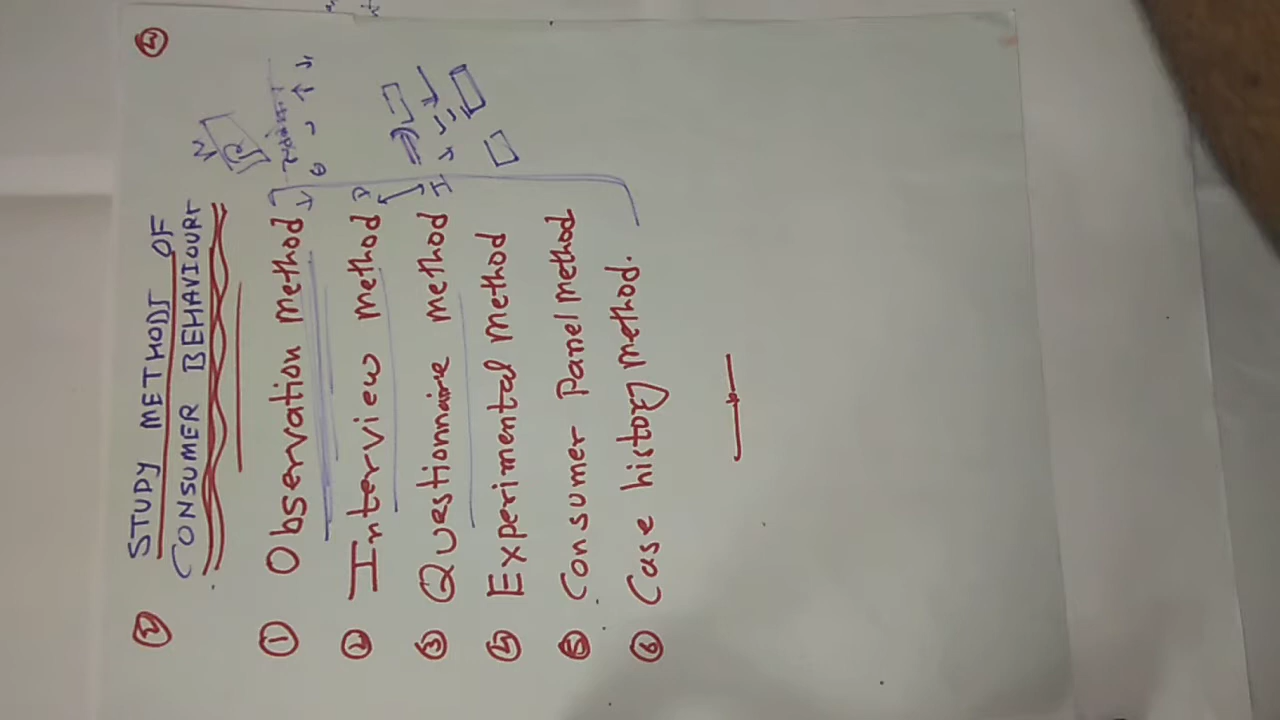 STUDY METHODS OF
CONSUMER BEHAVIOURS
① Observation Method
② Interview Method
③ Questionnaire Method
④ Experimental Method
⑤ Consumer Panel Method
⑥ Case history Method.